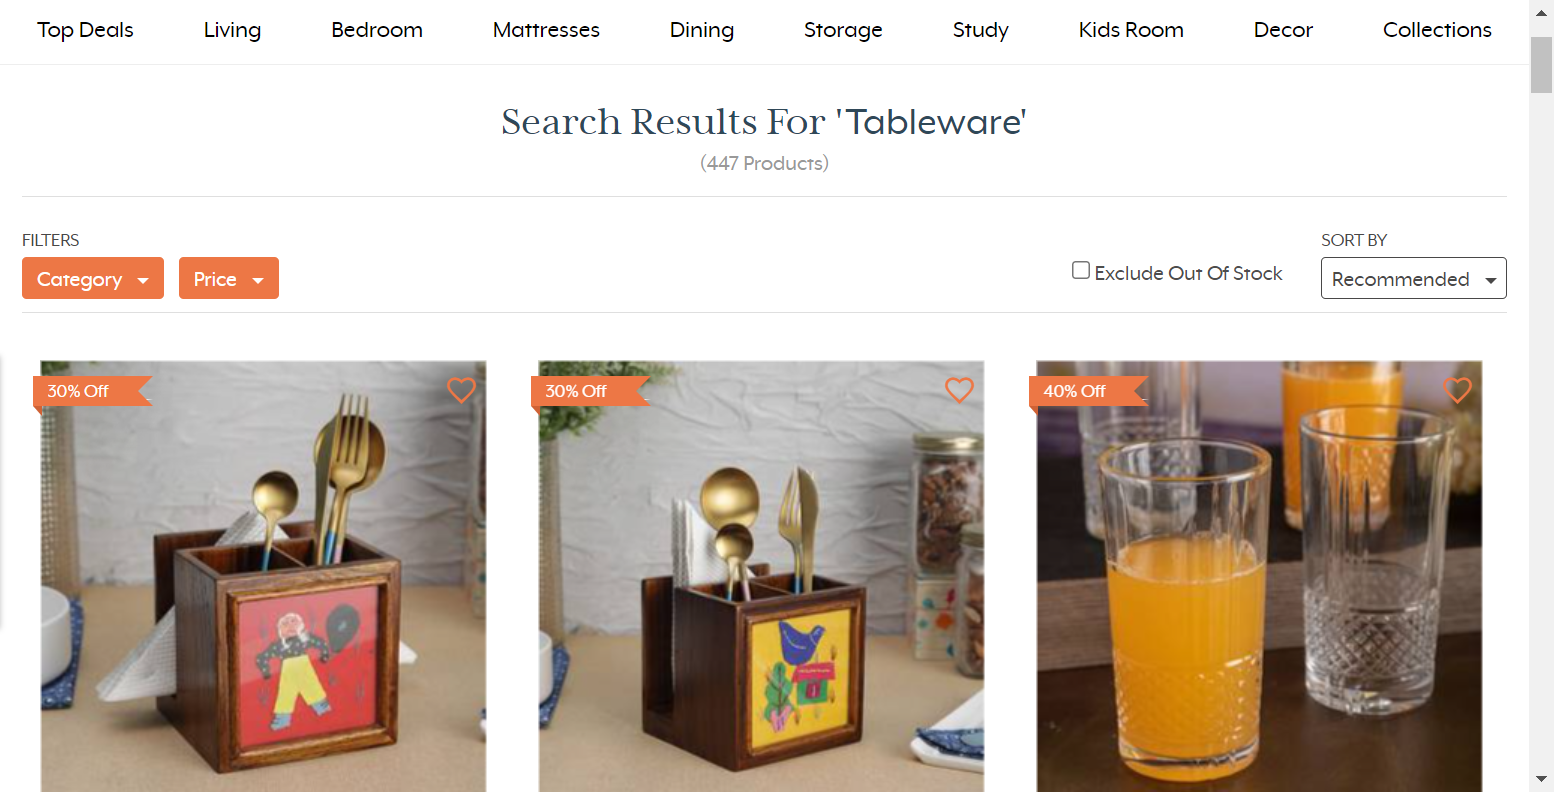 Top Deals Living Bedroom Mattresses Dining Storage Study Kids Room Decor Collections
Search Results For 'Tableware'
(447 Products)
FILTERS
SORT BY
Category Price
Exclude Out Of Stock
Recommended
30% Off
30% Off
40% Off